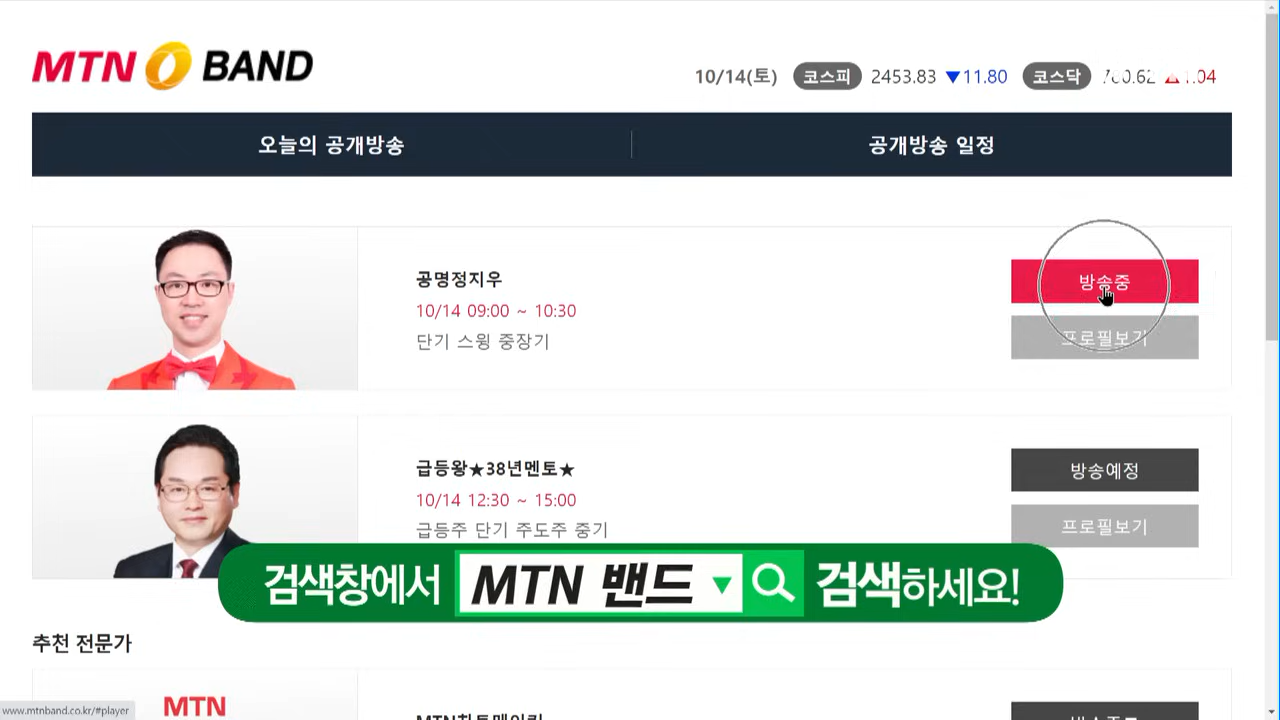 MTN BAND
10/14(토) 코스피 2453.83 ▼11.80 코스닥
오늘의 공개방송 공개방송 일정
공명정지우
10/14 09:00 ~ 10:30
단기 스윙 중장기
방송중
프로필보기
급등왕★38년멘토★
10/14 12:30 ~ 15:00
급등주 단기 주도주 중기
방송예정
프로필보기
검색창에서 MTN 밴드 ▼ 검색하세요!
추천 전문가
MTN
www.mtnband.co.kr/#player